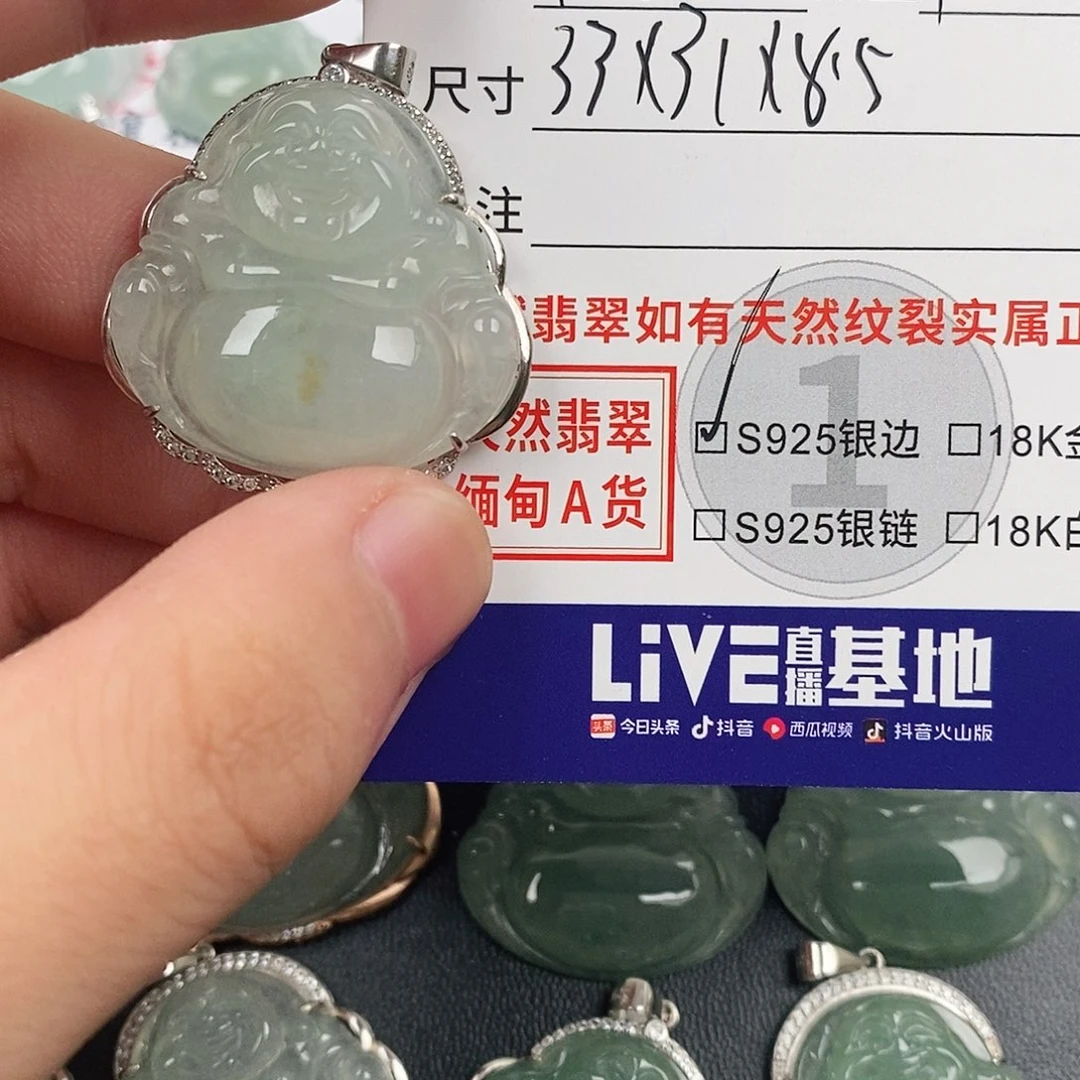 尺寸 33X31X8.5
注
翡翠如有天然纹裂实属正
天然翡翠
缅甸A货
1
☑S925银边 □18K金
□S925银链 □18K白
LiVE直播基地
头条 今日头条 抖音 西瓜视频 抖音火山版